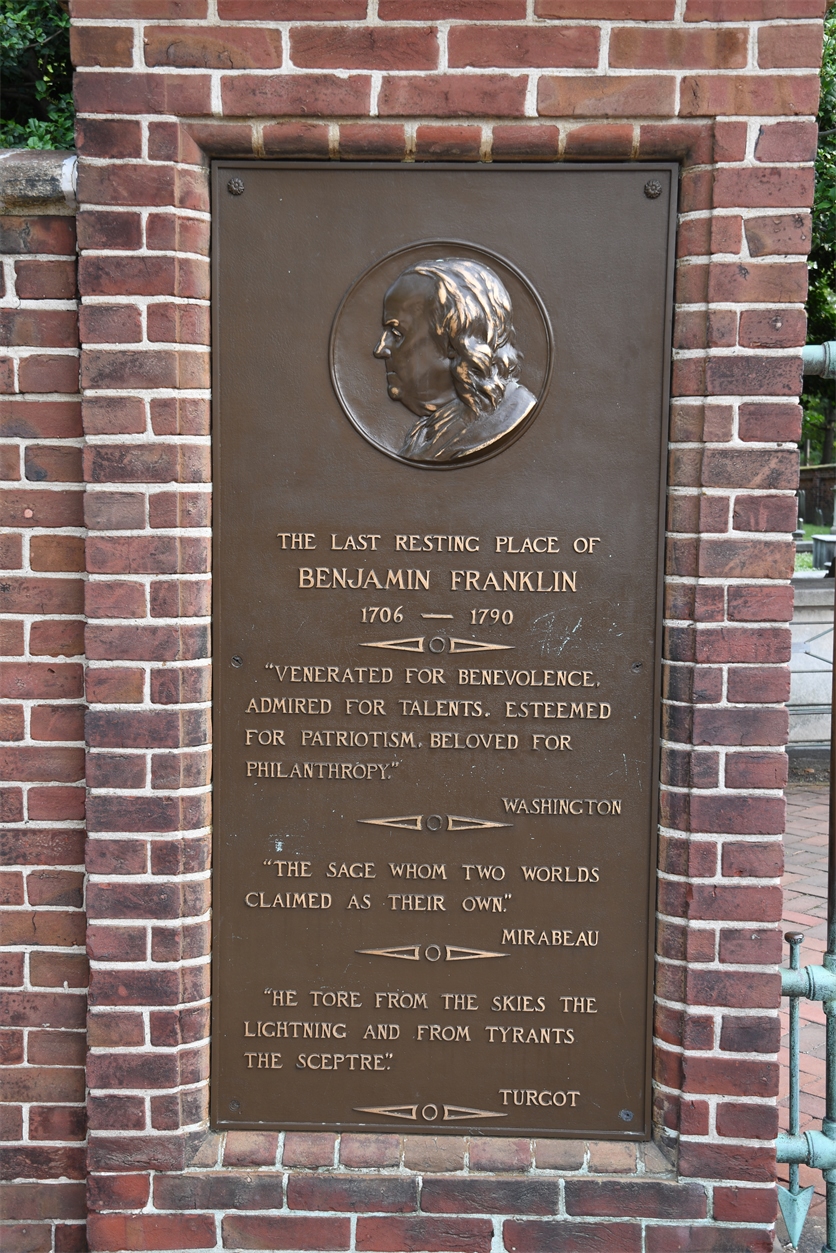 THE LAST RESTING PLACE OF
BENJAMIN FRANKLIN
1706 — 1790
"VENERATED FOR BENEVOLENCE,
ADMIRED FOR TALENTS, ESTEEMED
FOR PATRIOTISM, BELOVED FOR
PHILANTHROPY."
WASHINGTON
"THE SAGE WHOM TWO WORLDS
CLAIMED AS THEIR OWN."
MIRABEAU
"HE TORE FROM THE SKIES THE
LIGHTNING AND FROM TYRANTS
THE SCEPTRE."
TURGOT